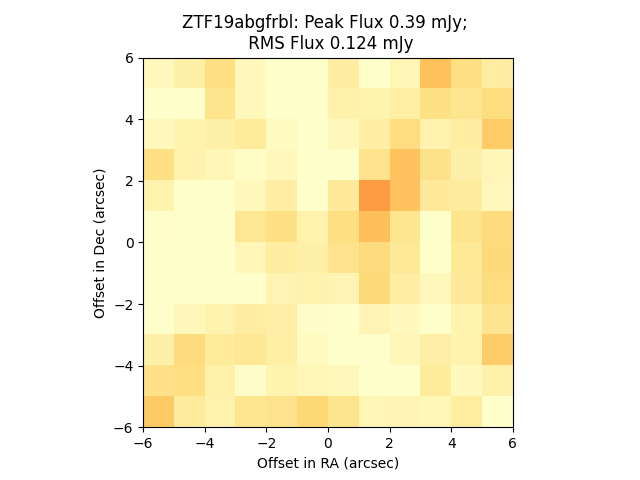 ZTF19abgfrbl: Peak Flux 0.39 mJy;
RMS Flux 0.124 mJy
6
4
2
0
−2
−4
−6
Offset in Dec (arcsec)
−6 −4 −2 0 2 4 6
Offset in RA (arcsec)